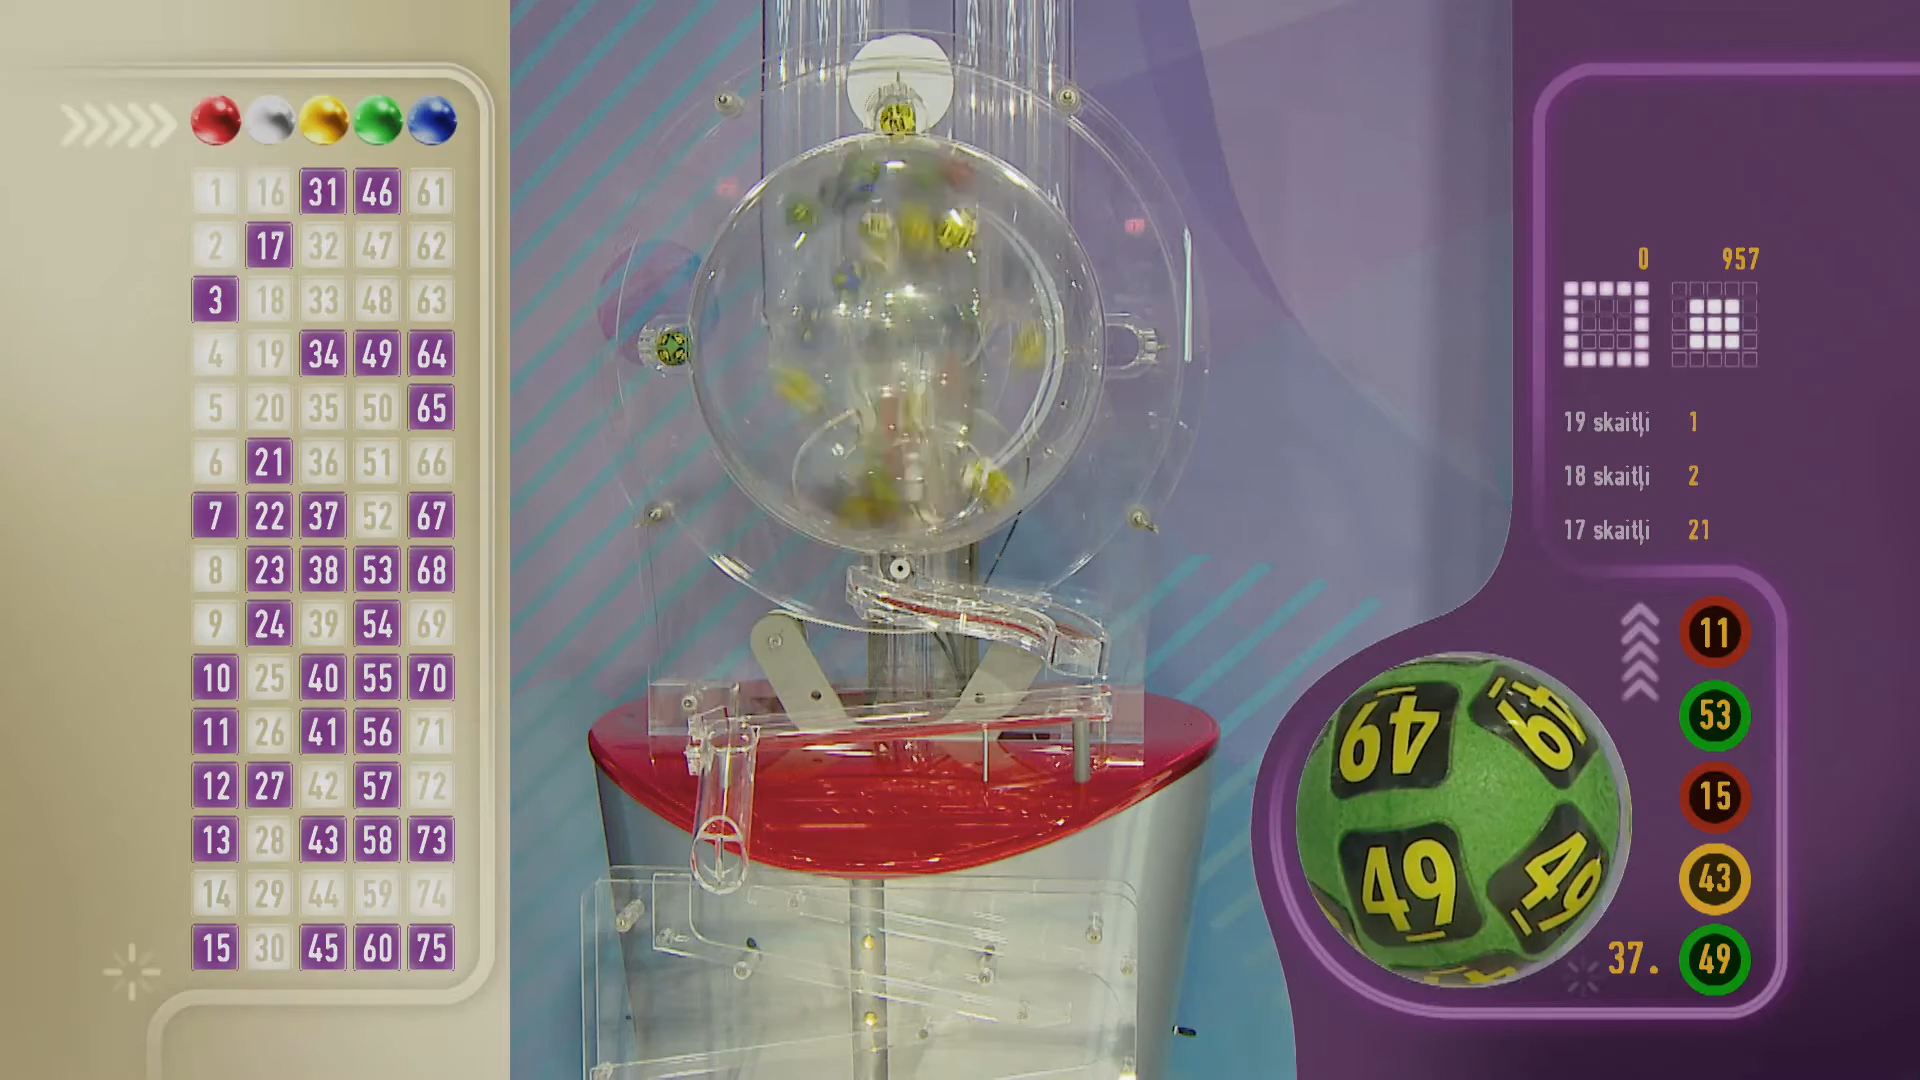 1 16 31 46 61
2 17 32 47 62
3 18 33 48 63
4 19 34 49 64
5 20 35 50 65
6 21 36 51 66
7 22 37 52 67
8 23 38 53 68
9 24 39 54 69
10 25 40 55 70
11 26 41 56 71
12 27 42 57 72
13 28 43 58 73
14 29 44 59 74
15 30 45 60 75
0 957
19 skaitļi 1
18 skaitļi 2
17 skaitļi 21
11
53
15
43
37. 49
49 49
49 49